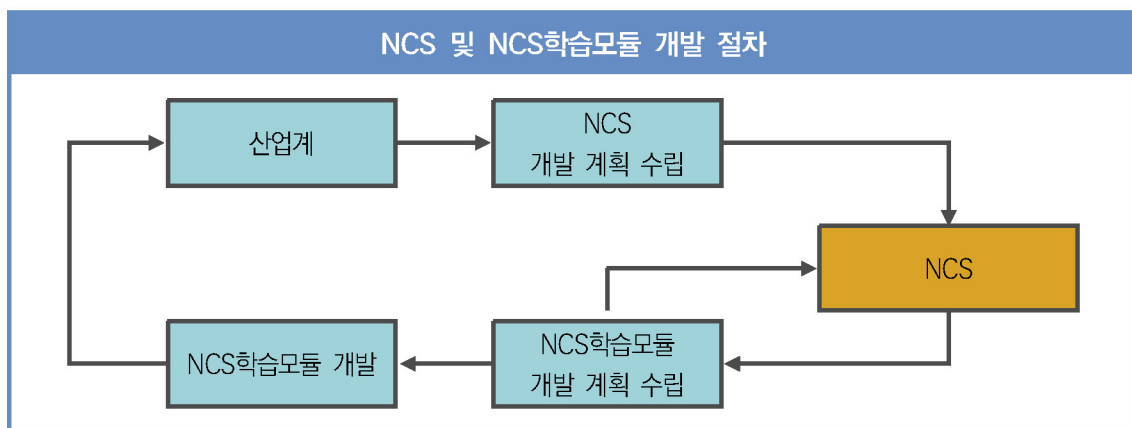 NCS 및 NCS학습모듈 개발 절차
산업계
NCS
개발 계획 수립
NCS
NCS학습모듈 개발
NCS학습모듈
개발 계획 수립